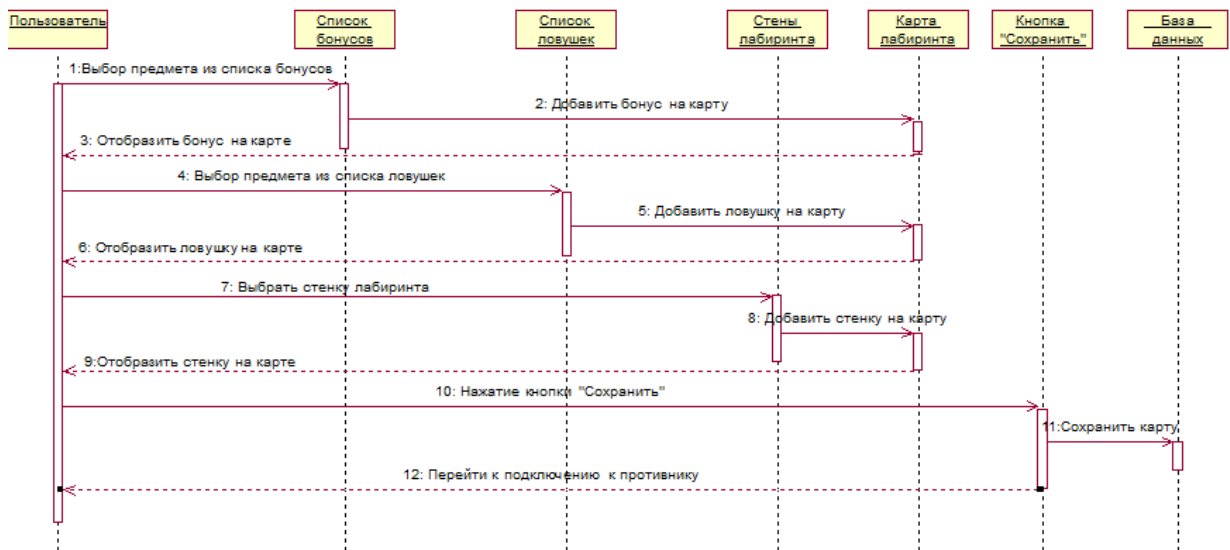 Пользователь
Список
бонусов
Список
ловушек
Стены
лабиринта
Карта
лабиринта
Кнопка
"Сохранить"
База
данных
1:Выбор предмета из списка бонусов
2: Добавить бонус на карту
3: Отобразить бонус на карте
4: Выбор предмета из списка ловушек
5: Добавить ловушку на карту
6: Отобразить ловушку на карте
7: Выбрать стенку лабиринта
8: Добавить стенку на карту
9:Отобразить стенку на карте
10: Нажатие кнопки "Сохранить"
11:Сохранить карту
12: Перейти к подключению к противнику